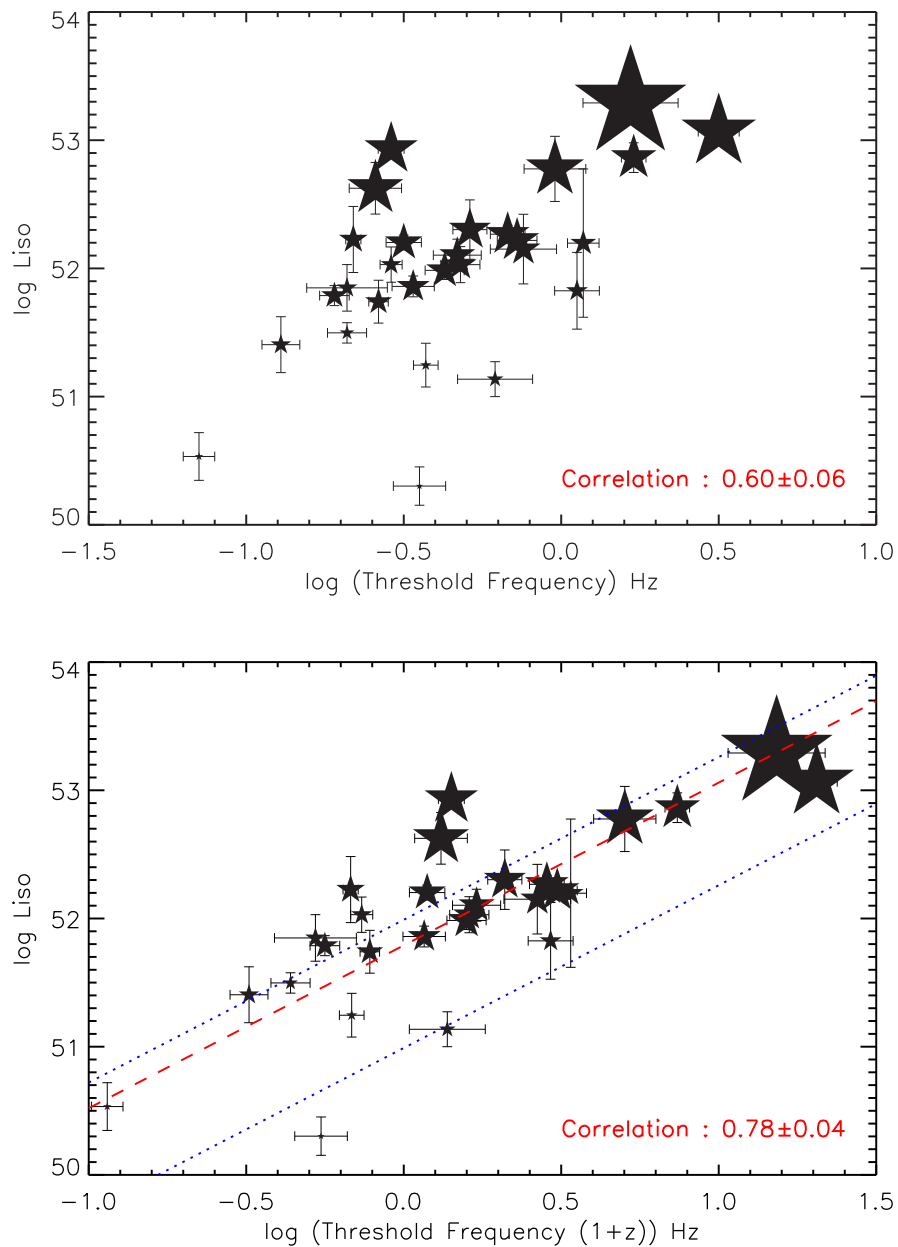 54
53
52
51
50
log Liso
Correlation : 0.60±0.06
−1.5 −1.0 −0.5 0.0 0.5 1.0
log (Threshold Frequency) Hz
54
53
52
51
50
log Liso
Correlation : 0.78±0.04
−1.0 −0.5 0.0 0.5 1.0 1.5
log (Threshold Frequency (1+z)) Hz